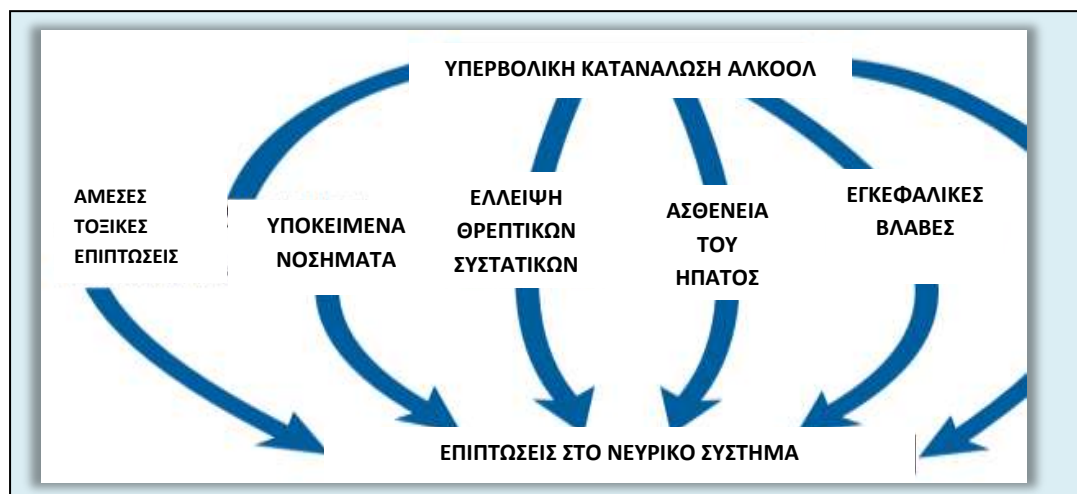 ΥΠΕΡΒΟΛΙΚΗ ΚΑΤΑΝΑΛΩΣΗ ΑΛΚΟΟΛ
ΑΜΕΣΕΣ
ΤΟΞΙΚΕΣ
ΕΠΙΠΤΩΣΕΙΣ
ΥΠΟΚΕΙΜΕΝΑ
ΝΟΣΗΜΑΤΑ
ΕΛΛΕΙΨΗ
ΘΡΕΠΤΙΚΩΝ
ΣΥΣΤΑΤΙΚΩΝ
ΑΣΘΕΝΕΙΑ
ΤΟΥ
ΗΠΑΤΟΣ
ΕΓΚΕΦΑΛΙΚΕΣ
ΒΛΑΒΕΣ
ΕΠΙΠΤΩΣΕΙΣ ΣΤΟ ΝΕΥΡΙΚΟ ΣΥΣΤΗΜΑ